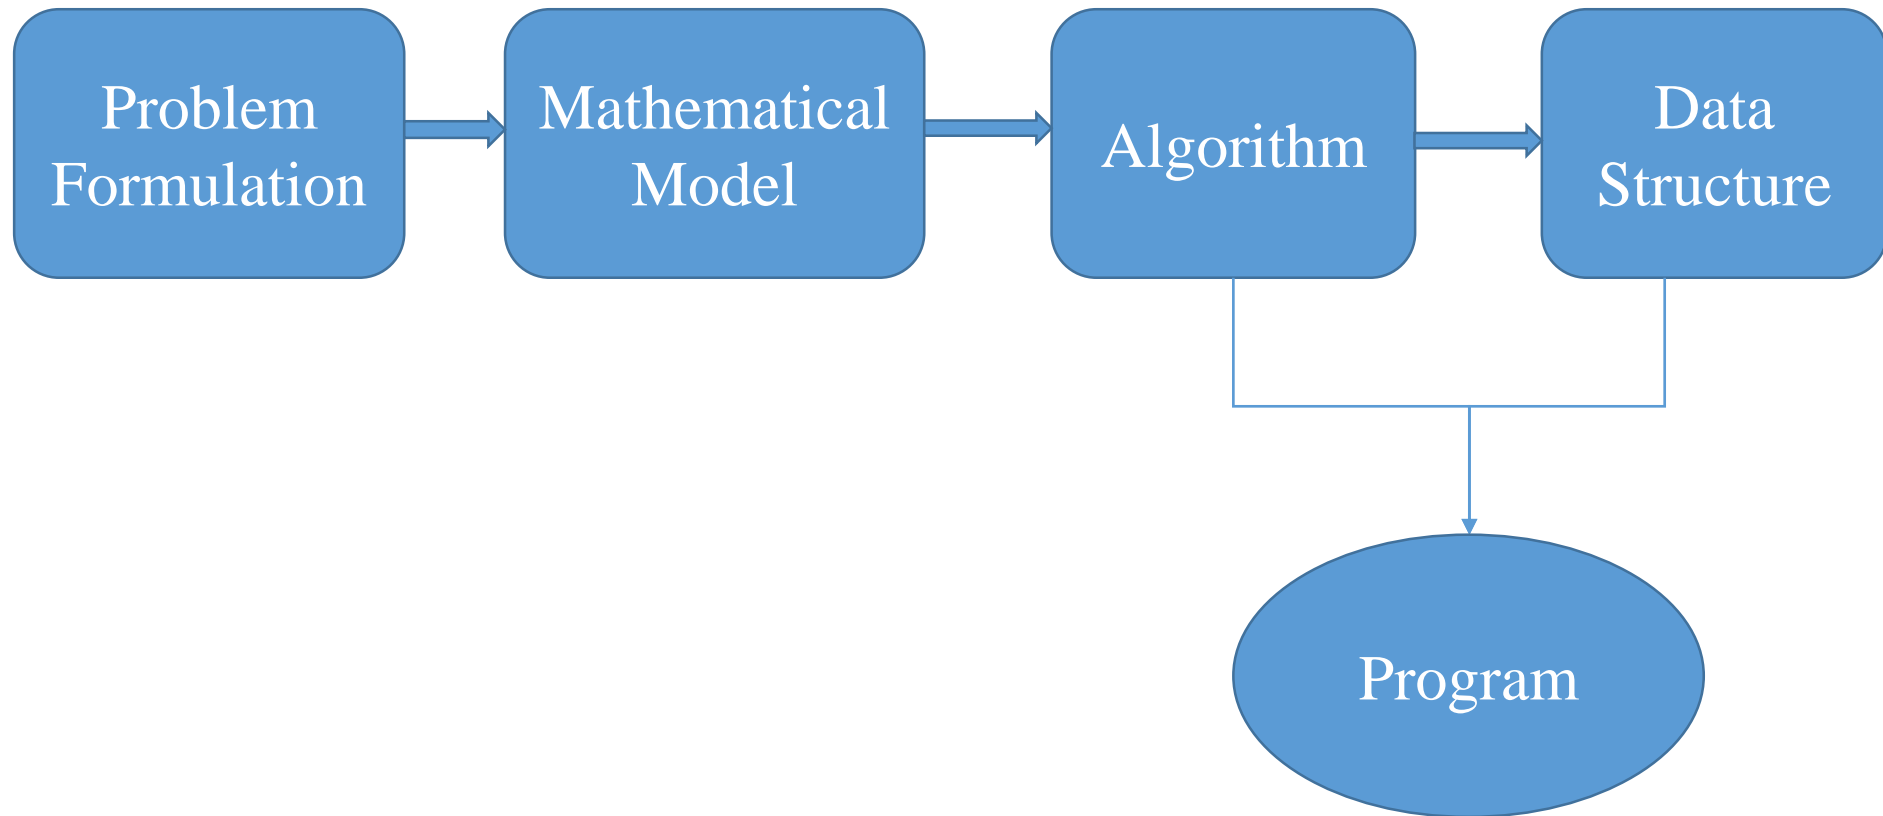 Problem
Formulation
Mathematical
Model
Algorithm
Data
Structure
Program